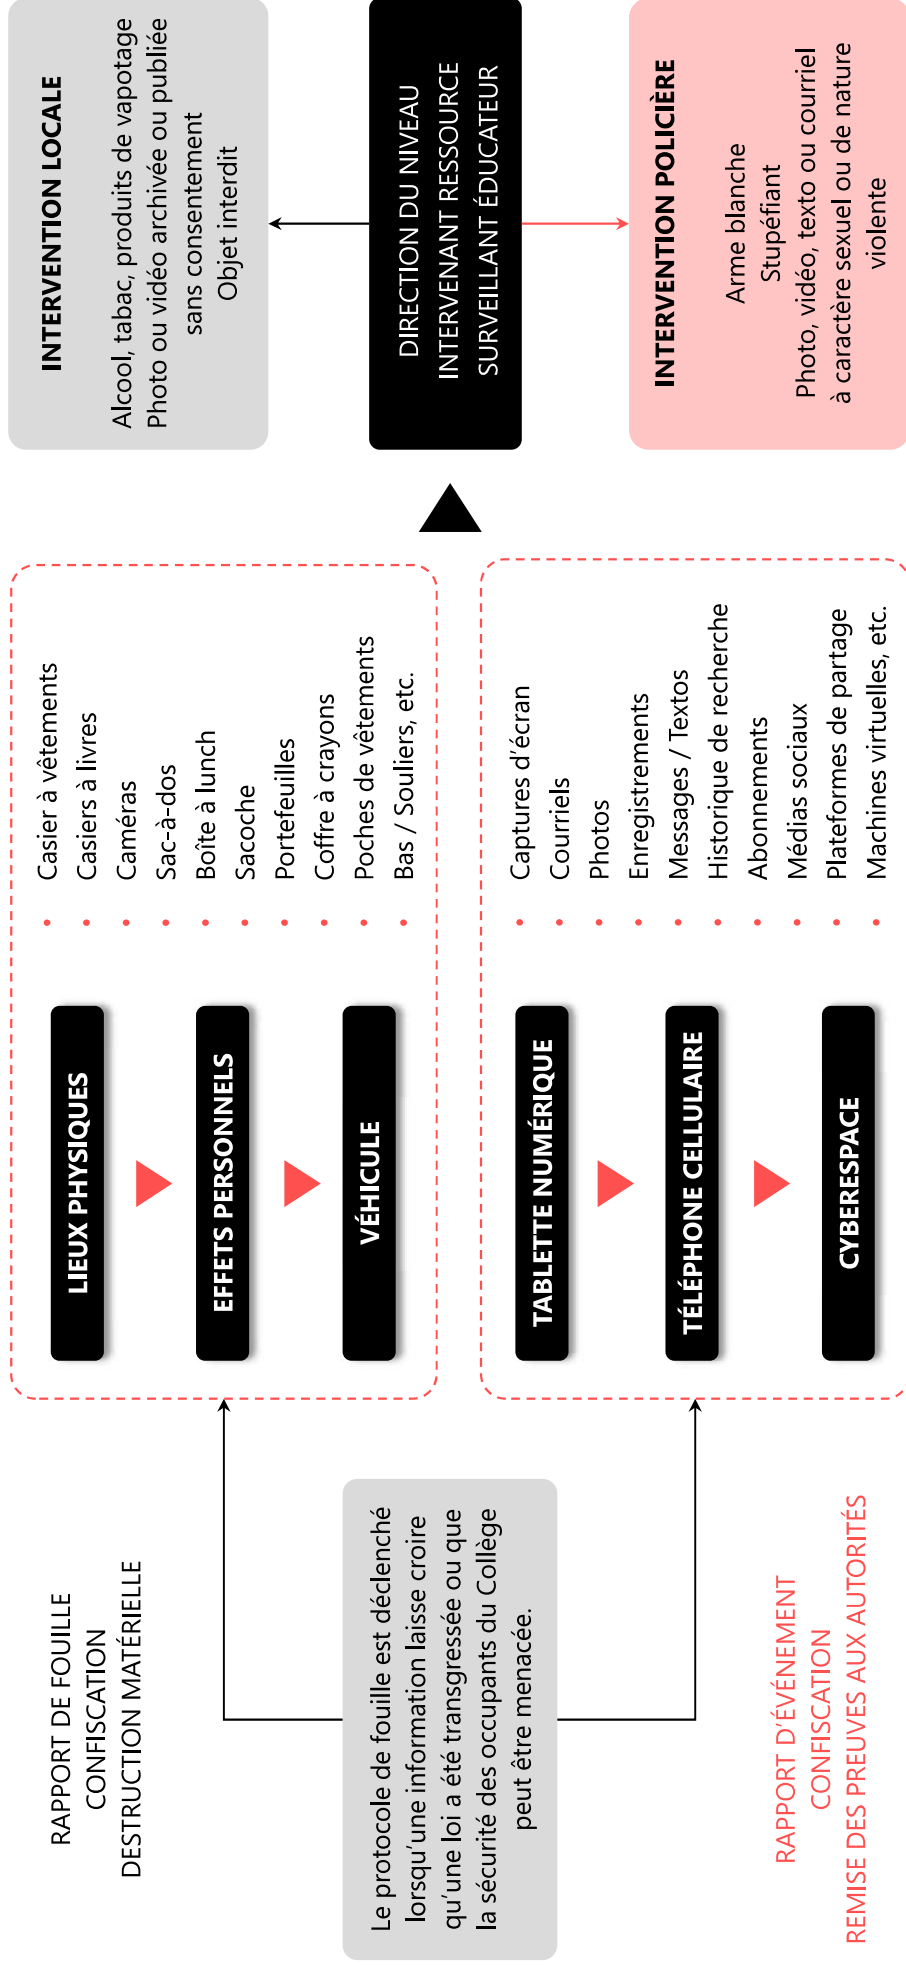 RAPPORT DE FOUILLE
CONFISCATION
DESTRUCTION MATÉRIELLE
Le protocole de fouille est déclenché
lorsqu'une information laisse croire
qu'une loi a été transgressée ou que
la sécurité des occupants du Collège
peut être menacée.
RAPPORT D'ÉVÉNEMENT
CONFISCATION
REMISE DES PREUVES AUX AUTORITÉS
LIEUX PHYSIQUES
EFFETS PERSONNELS
VÉHICULE
• Casier à vêtements
• Casiers à livres
• Caméras
• Sac-à-dos
• Boîte à lunch
• Sacoche
• Portefeuilles
• Coffre à crayons
• Poches de vêtements
• Bas / Souliers, etc.
TABLETTE NUMÉRIQUE
TÉLÉPHONE CELLULAIRE
CYBERESPACE
• Captures d'écran
• Courriels
• Photos
• Enregistrements
• Messages / Textos
• Historique de recherche
• Abonnements
• Médias sociaux
• Plateformes de partage
• Machines virtuelles, etc.
INTERVENTION LOCALE
Alcool, tabac, produits de vapotage
Photo ou vidéo archivée ou publiée
sans consentement
Objet interdit
DIRECTION DU NIVEAU
INTERVENANT RESSOURCE
SURVEILLANT ÉDUCATEUR
INTERVENTION POLICIÈRE
Arme blanche
Stupéfiant
Photo, vidéo, texto ou courriel
à caractère sexuel ou de nature
violente